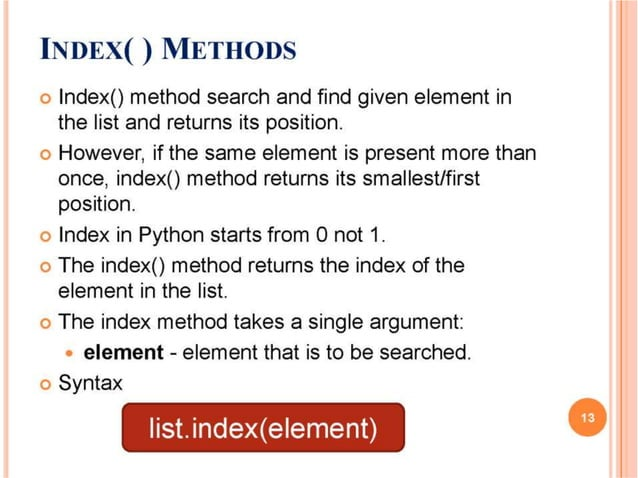 INDEX( ) METHODS
Index() method search and find given element in
the list and returns its position.
However, if the same element is present more than
once, index() method returns its smallest/first
position.
Index in Python starts from 0 not 1.
The index() method returns the index of the
element in the list.
The index method takes a single argument:
element - element that is to be searched.
Syntax
list.index(element)
13